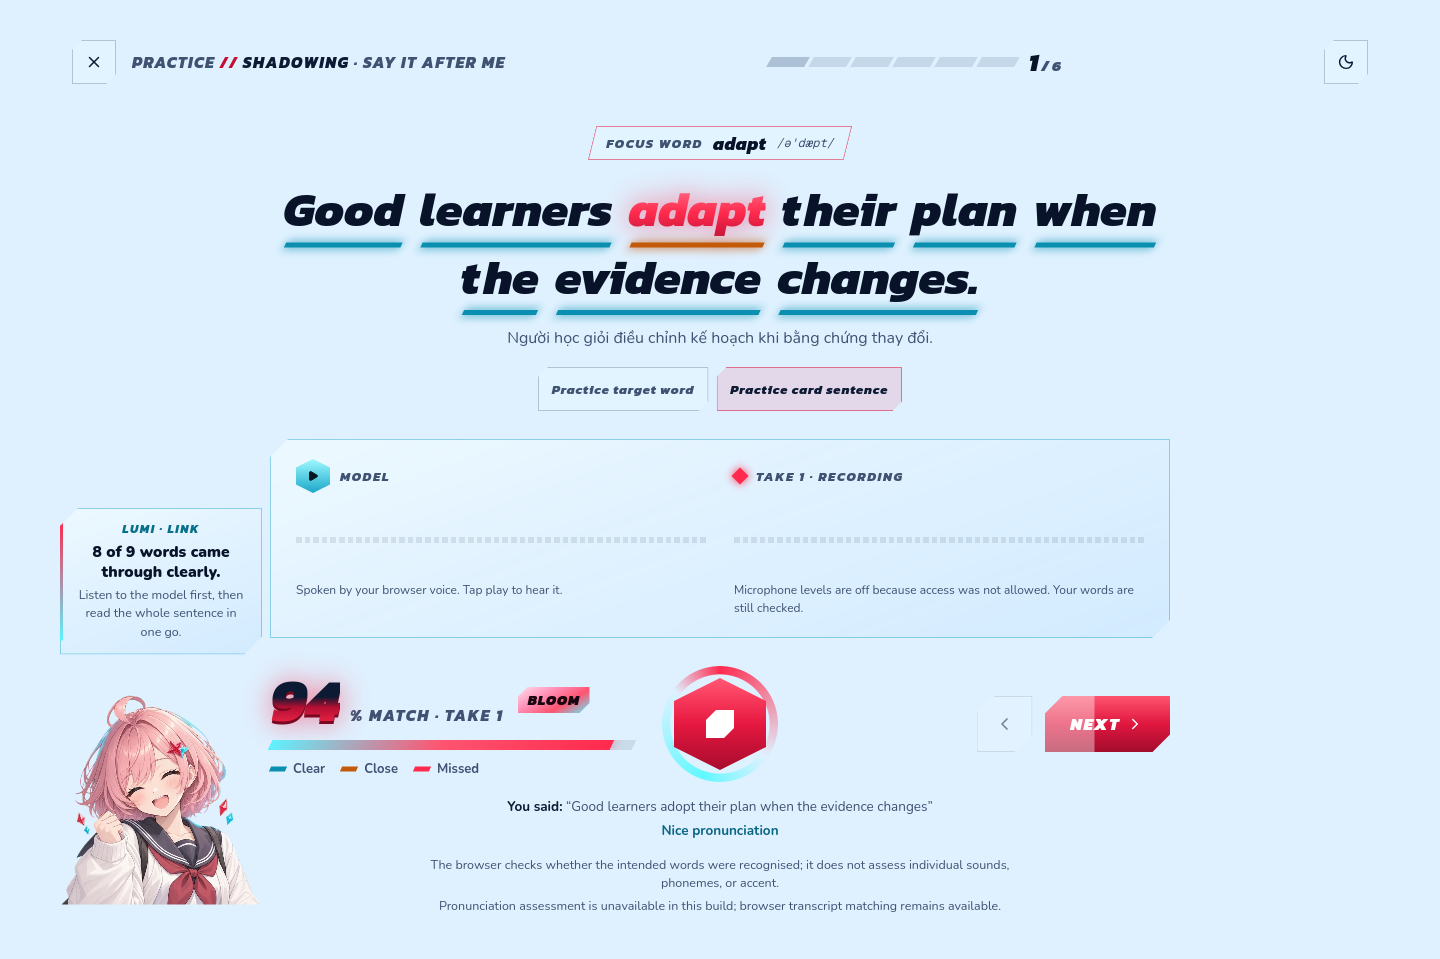 PRACTICE // SHADOWING · SAY IT AFTER ME
1 / 6
FOCUS WORD adapt /əˈdæpt/
Good learners adapt their plan when
the evidence changes.
Người học giỏi điều chỉnh kế hoạch khi bằng chứng thay đổi.
Practice target word
Practice card sentence
MODEL
TAKE 1 · RECORDING
Spoken by your browser voice. Tap play to hear it.
Microphone levels are off because access was not allowed. Your words are
still checked.
LUMI · LINK
8 of 9 words came
through clearly.
Listen to the model first, then
read the whole sentence in
one go.
94 % MATCH · TAKE 1
BLOOM
Clear Close Missed
NEXT
You said: “Good learners adopt their plan when the evidence changes”
Nice pronunciation
The browser checks whether the intended words were recognised; it does not assess individual sounds,
phonemes, or accent.
Pronunciation assessment is unavailable in this build; browser transcript matching remains available.